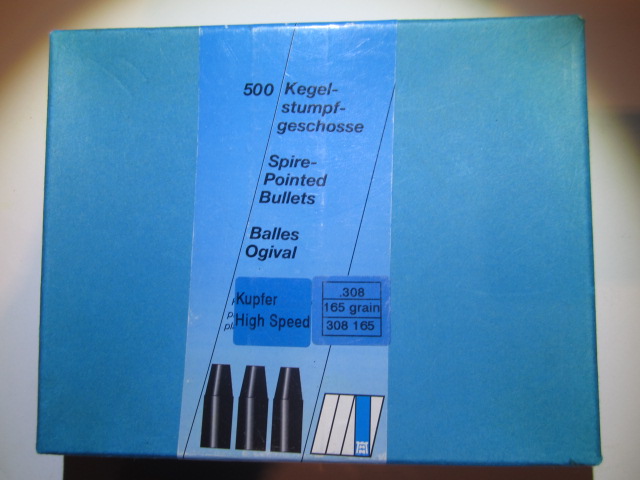 500 Kegel-
stumpf-
geschosse
Spire-
Pointed
Bullets
Balles
Ogival
Kupfer
High Speed
.308
165 grain
308 165